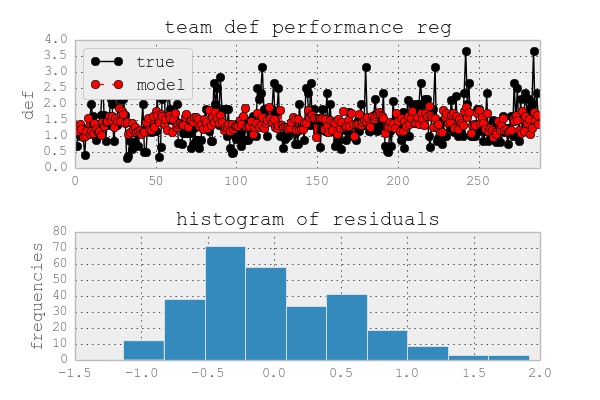 team def performance reg
4.0
3.5
3.0
2.5
2.0
1.5
1.0
0.5
0.0
def
true
model
0 50 100 150 200 250
histogram of residuals
80
70
60
50
40
30
20
10
0
frequencies
−1.5 −1.0 −0.5 0.0 0.5 1.0 1.5 2.0